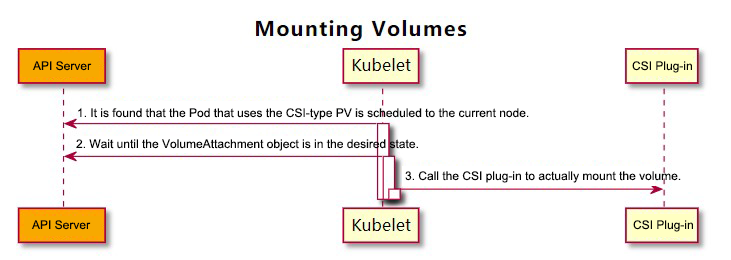 Mounting Volumes
API Server
Kubelet
CSI Plug-in
1. It is found that the Pod that uses the CSI-type PV is scheduled to the current node.
2. Wait until the VolumeAttachment object is in the desired state.
3. Call the CSI plug-in to actually mount the volume.
API Server
Kubelet
CSI Plug-in